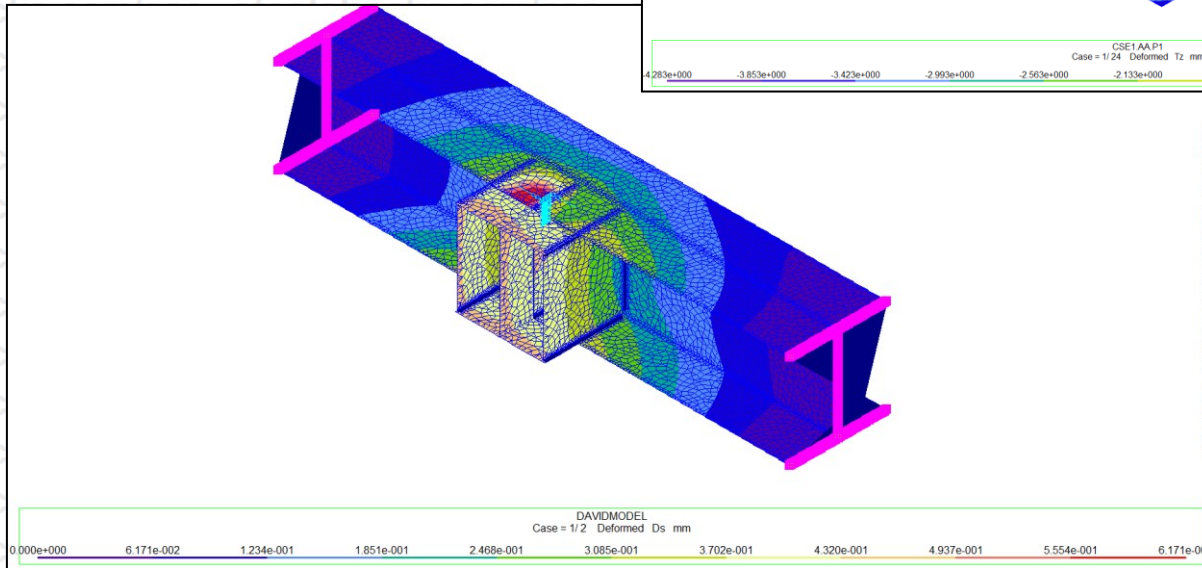 CSE1.AA.P1
Case = 1/ 24 Deformed Tz mm
-4.283e+000 -3.853e+000 -3.423e+000 -2.993e+000 -2.563e+000 -2.133e+000
DAVIDMODEL
Case = 1/ 2 Deformed Ds mm
0.000e+000 6.171e-002 1.234e-001 1.851e-001 2.468e-001 3.085e-001 3.702e-001 4.320e-001 4.937e-001 5.554e-001 6.171e-00